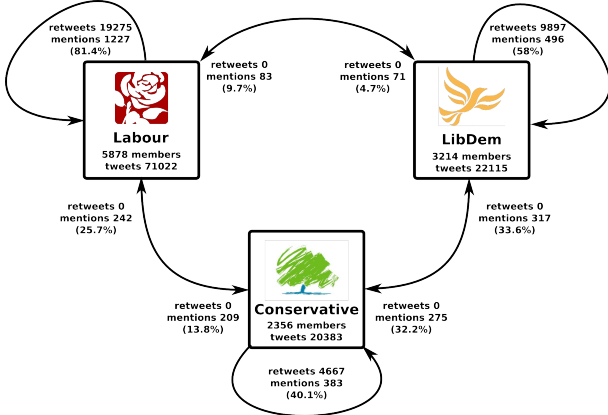 retweets 19275
mentions 1227
(81.4%)
retweets 9897
mentions 496
(58%)
retweets 0
mentions 83
(9.7%)
retweets 0
mentions 71
(4.7%)
Labour
5878 members
tweets 71022
LibDem
3214 members
tweets 22115
retweets 0
mentions 242
(25.7%)
retweets 0
mentions 317
(33.6%)
retweets 0
mentions 209
(13.8%)
Conservative
2356 members
tweets 20383
retweets 0
mentions 275
(32.2%)
retweets 4667
mentions 383
(40.1%)